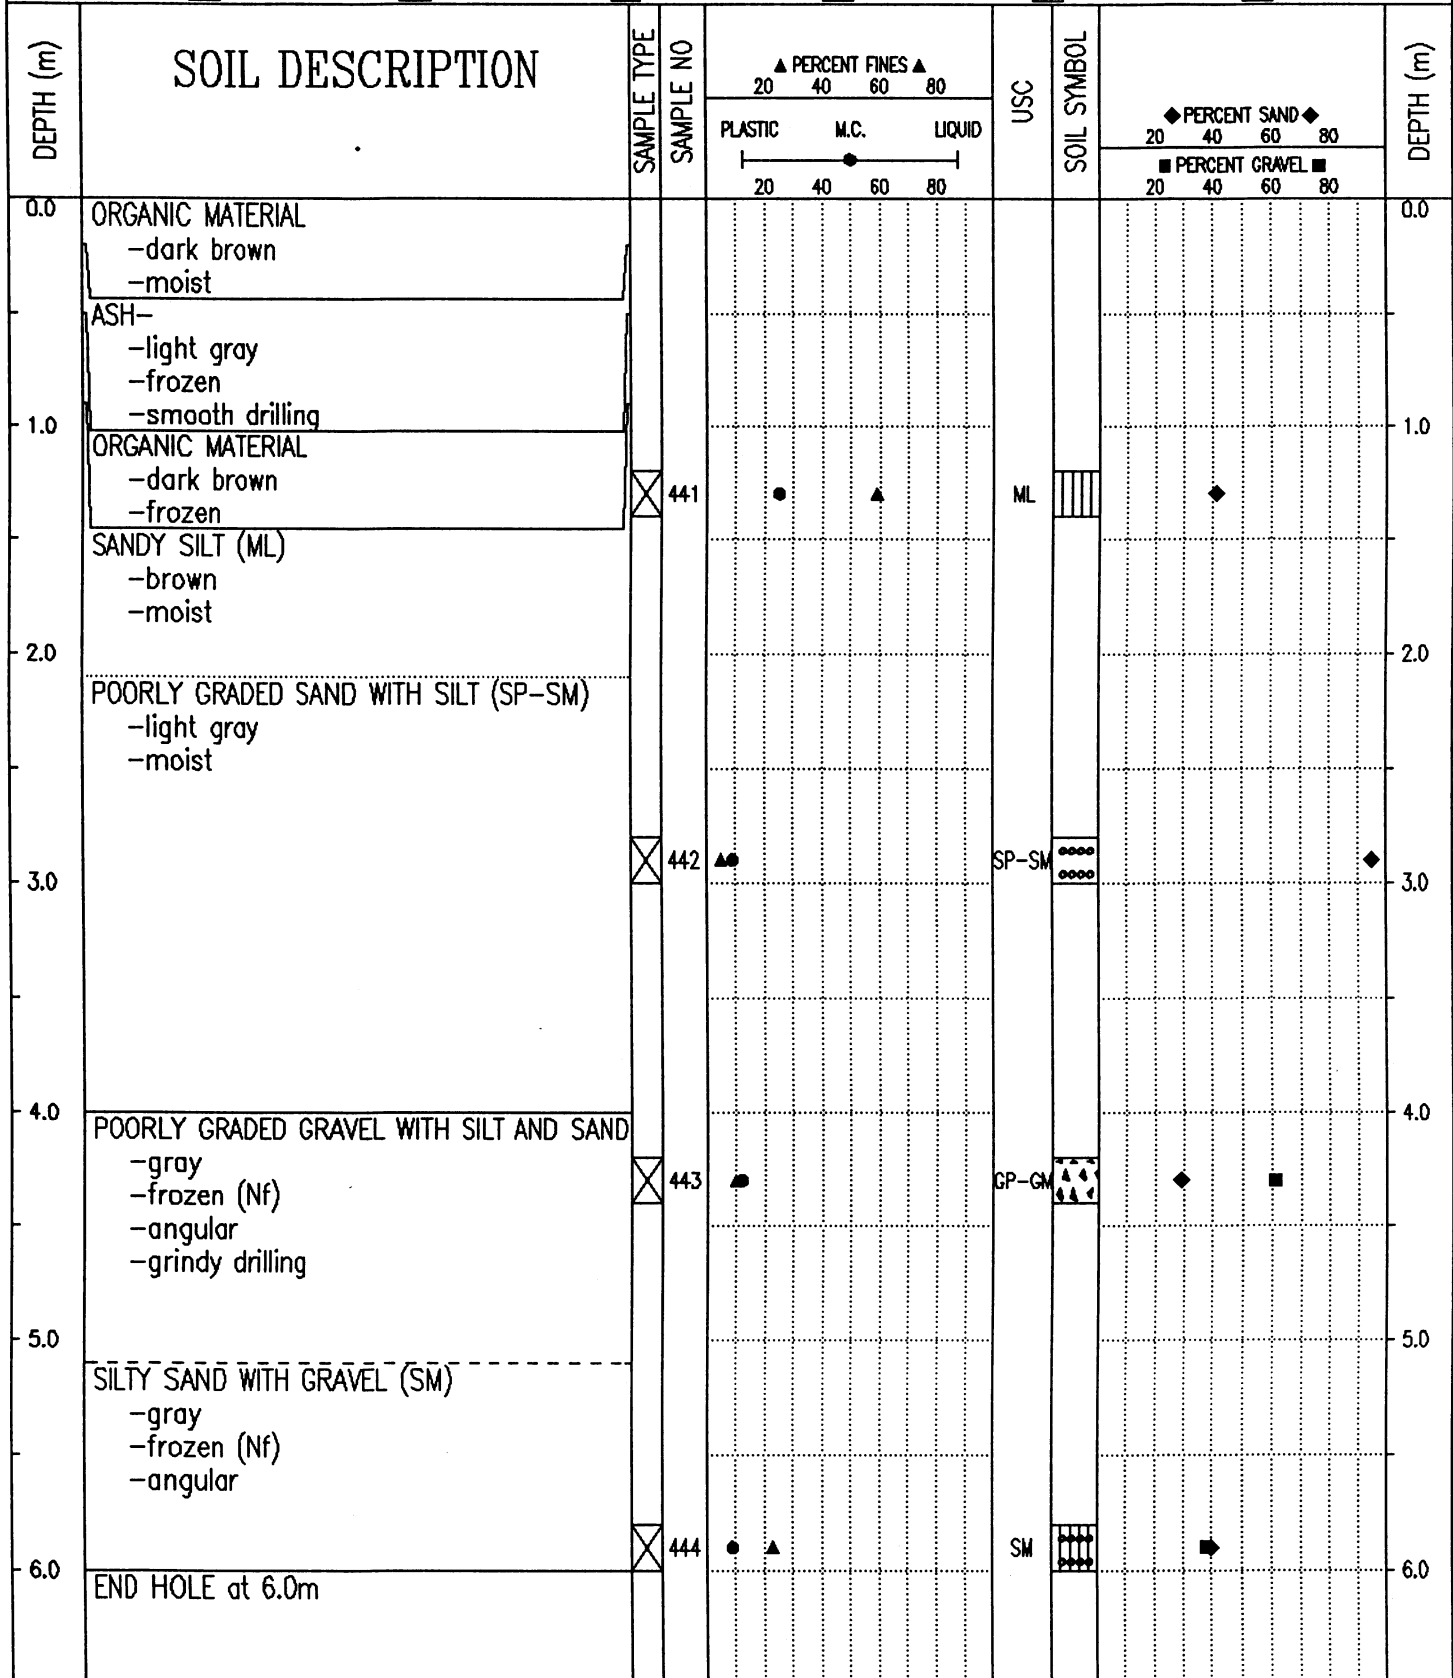 DEPTH (m)
SOIL DESCRIPTION
SAMPLE TYPE
SAMPLE NO
PERCENT FINES
20 40 60 80
PLASTIC M.C. LIQUID
20 40 60 80
USC
SOIL SYMBOL
PERCENT SAND
20 40 60 80
PERCENT GRAVEL
20 40 60 80
DEPTH (m)
0.0 ORGANIC MATERIAL 0.0
-dark brown
-moist
ASH-
-light gray
-frozen
-smooth drilling
1.0 1.0
ORGANIC MATERIAL
-dark brown
441 ML
-frozen
SANDY SILT (ML)
-brown
-moist
2.0 2.0
POORLY GRADED SAND WITH SILT (SP-SM)
-light gray
-moist
442 SP-SM
3.0 3.0
4.0 4.0
POORLY GRADED GRAVEL WITH SILT AND SAND
-gray
443 GP-GM
-frozen (Nf)
-angular
-grindy drilling
5.0 5.0
SILTY SAND WITH GRAVEL (SM)
-gray
-frozen (Nf)
-angular
444 SM
6.0 6.0
END HOLE at 6.0m